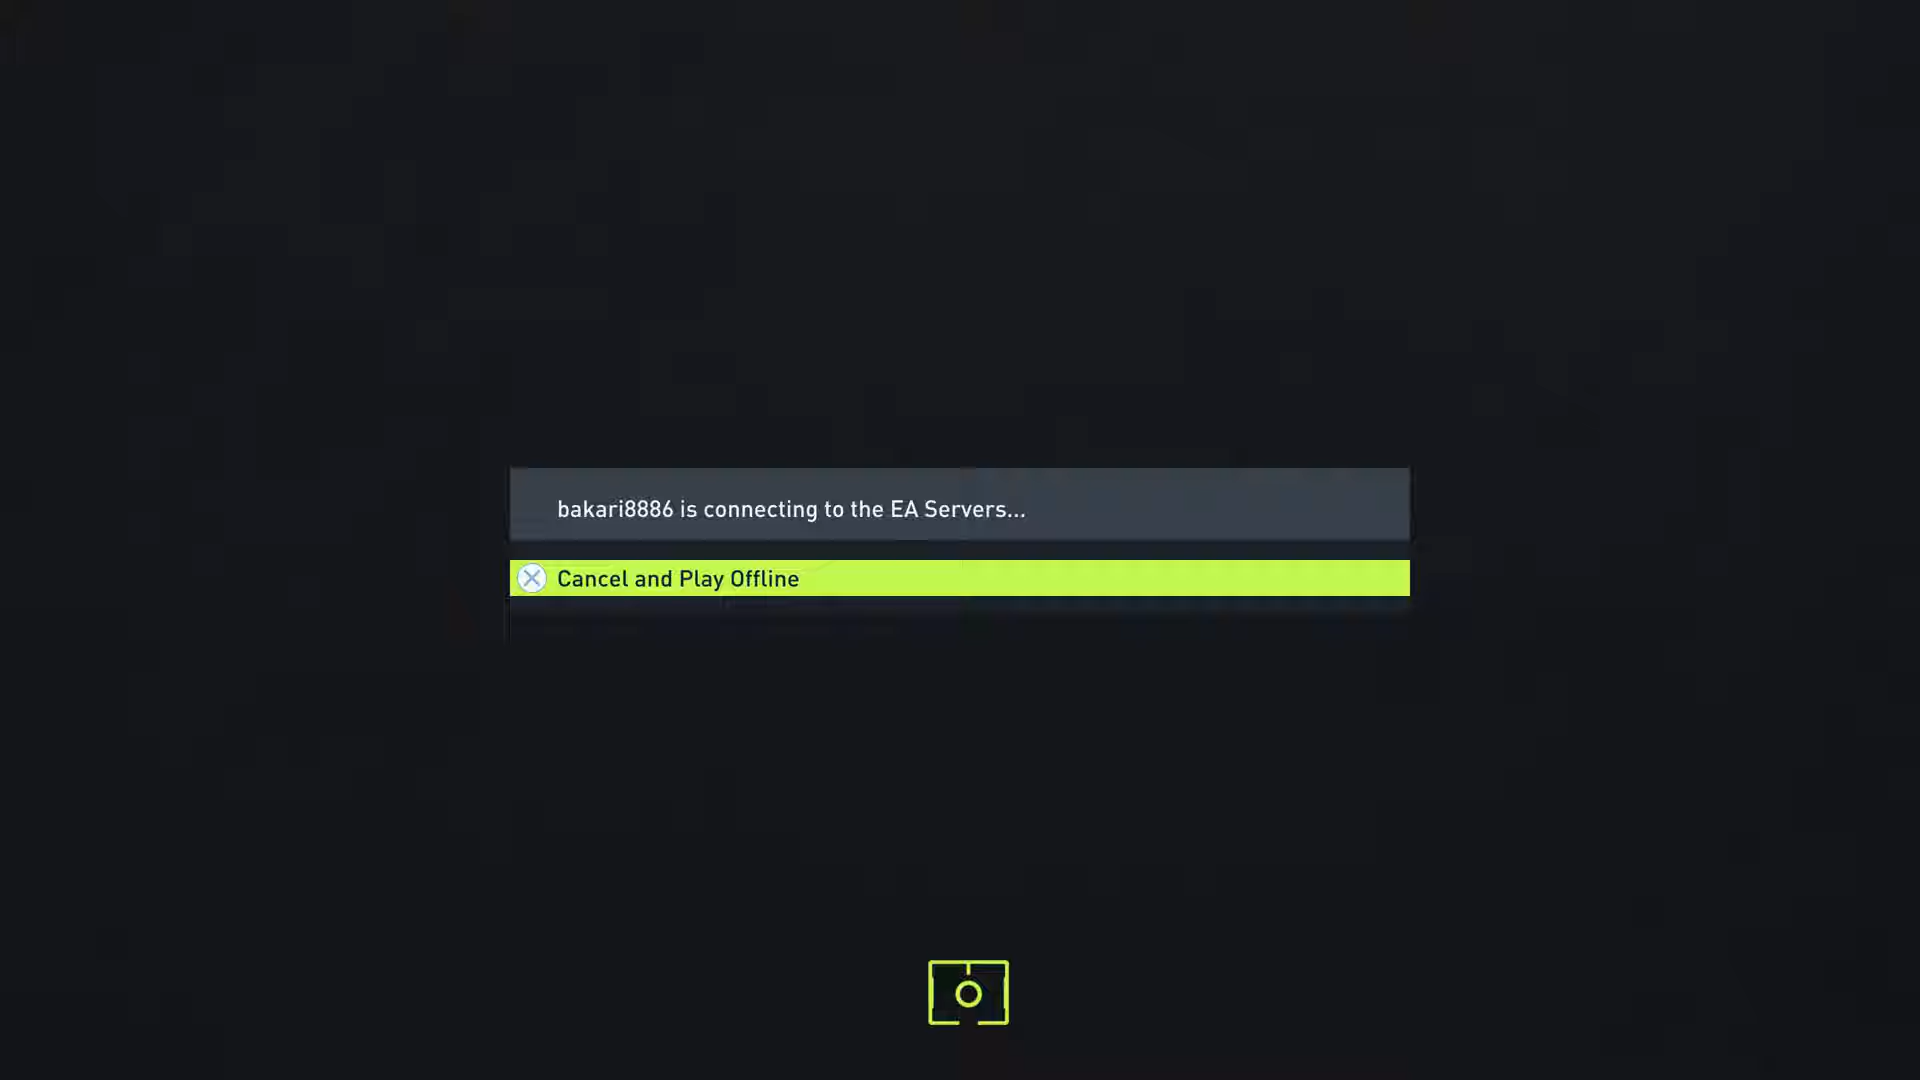 bakari8886 is connecting to the EA Servers...
Cancel and Play Offline